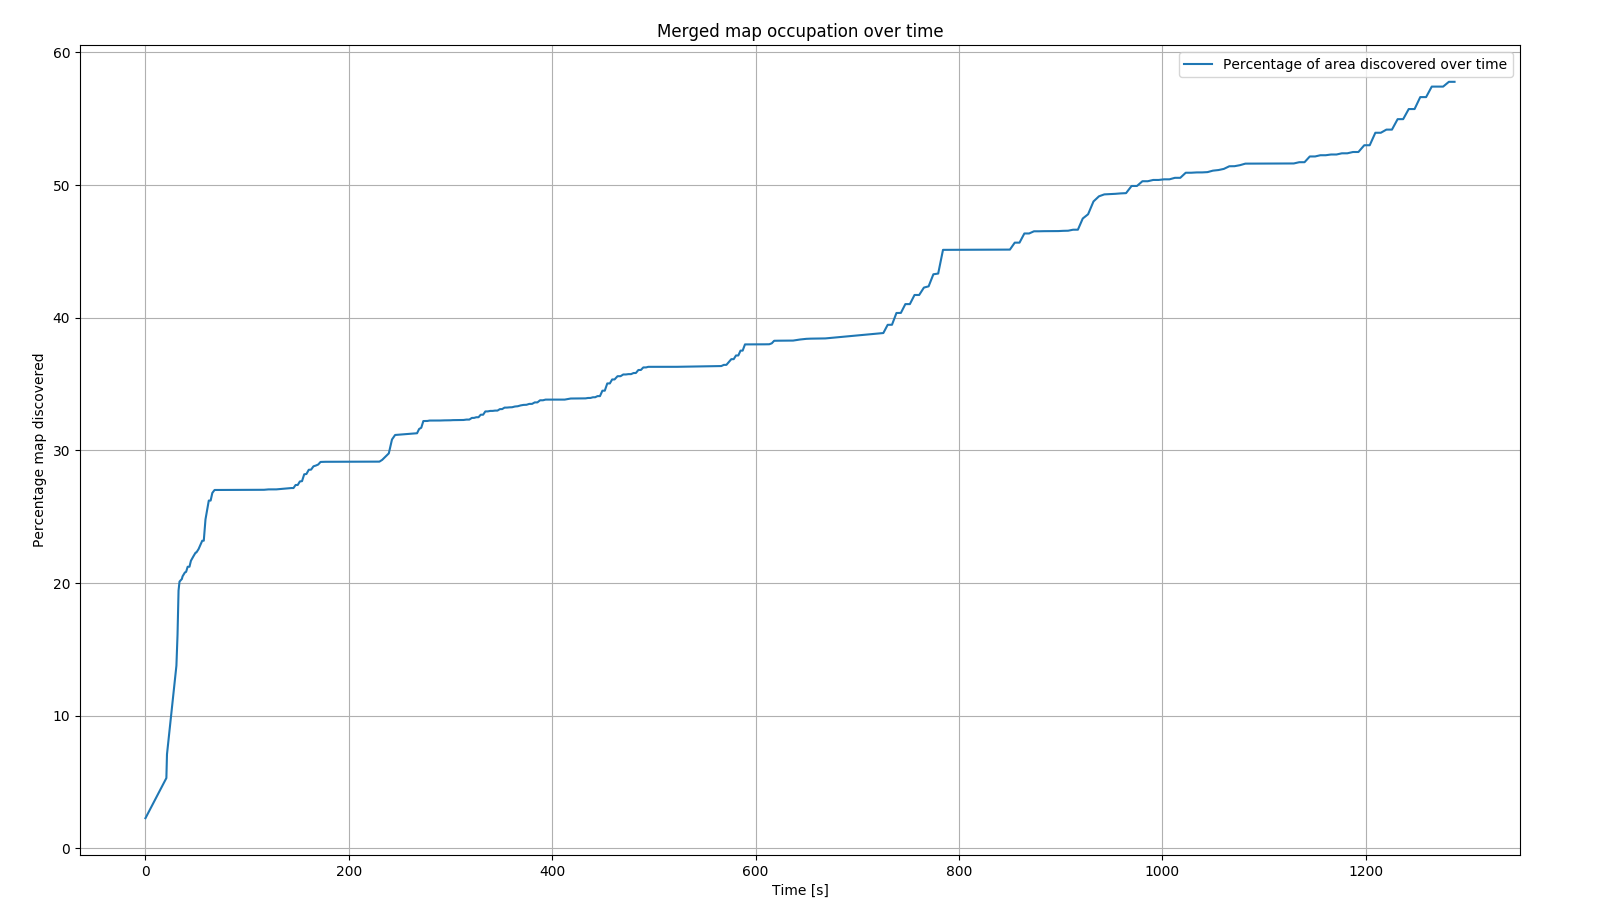 Merged map occupation over time
Percentage of area discovered over time
Percentage map discovered
60
50
40
30
20
10
0
0 200 400 600 800 1000 1200
Time [s]